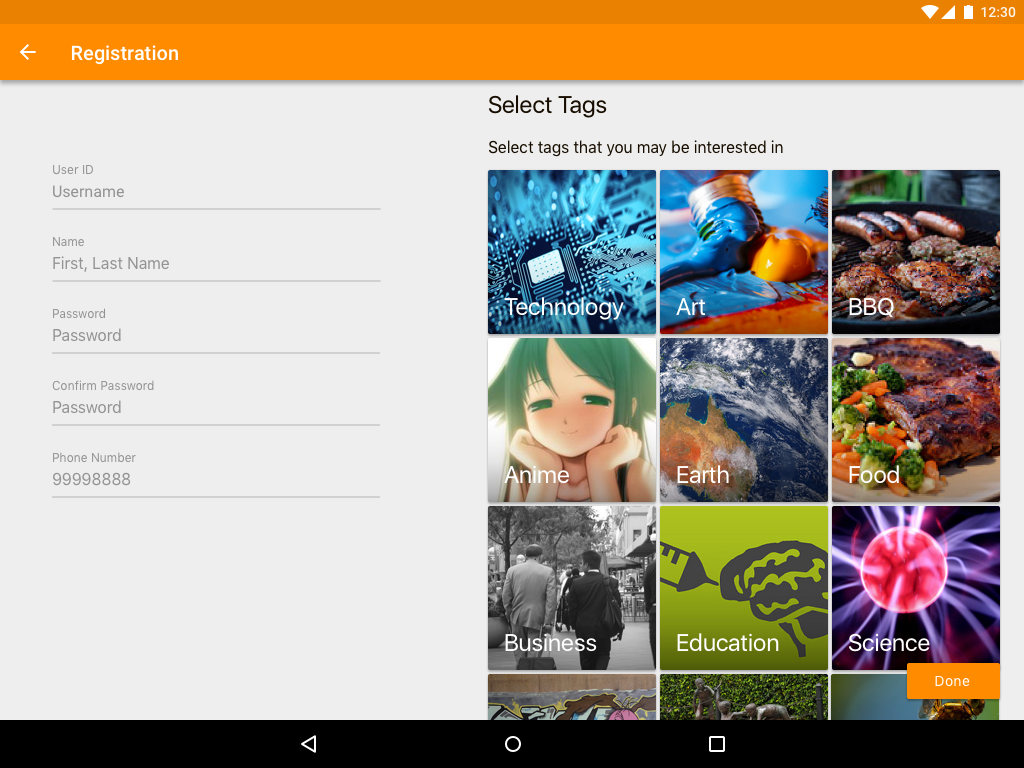 12:30
Registration
User ID
Username
Name
First, Last Name
Password
Password
Confirm Password
Password
Phone Number
99998888
Select Tags
Select tags that you may be interested in
Technology
Art
BBQ
Anime
Earth
Food
Business
Education
Science
Done